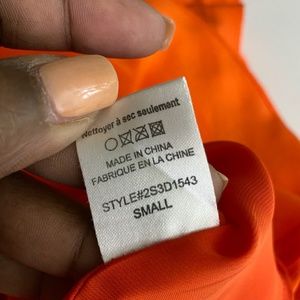 Nettoyer à sec seulement
MADE IN CHINA
FABRIQUE EN LA CHINE
STYLE#2S3D1543
SMALL